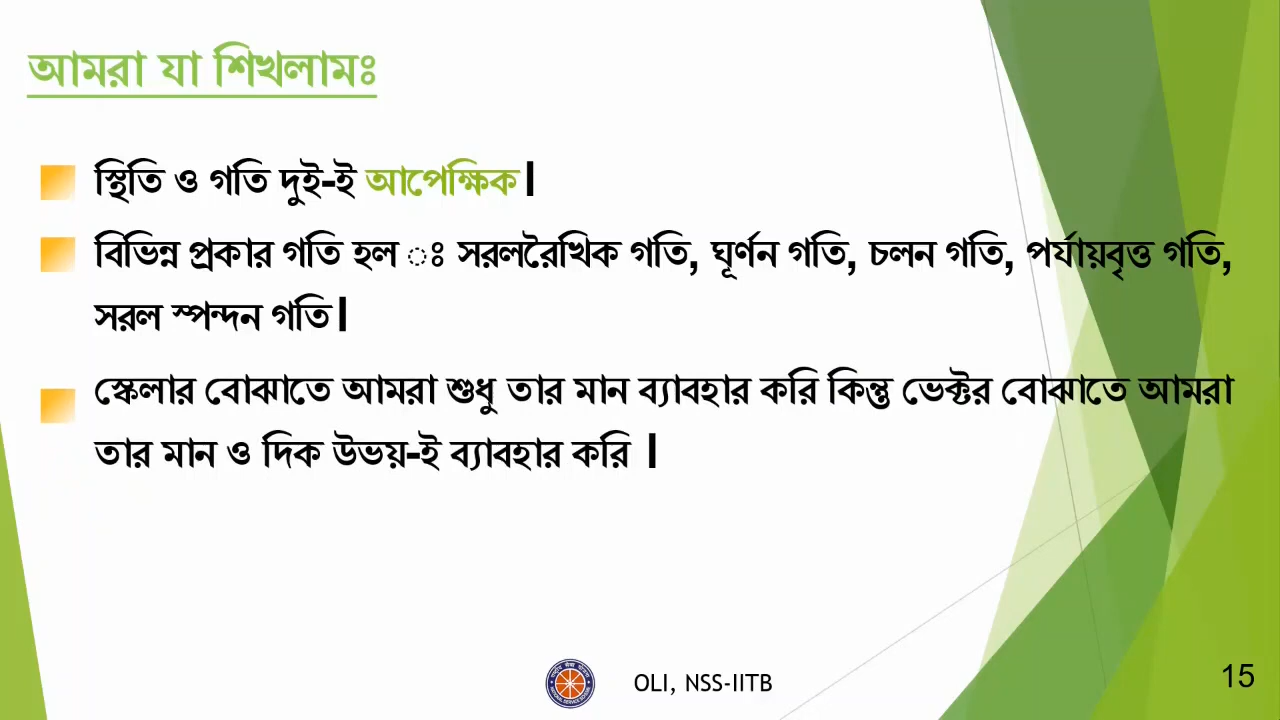 আমরা যা শিখলামঃ
স্থিতি ও গতি দুই-ই আপেক্ষিক।
বিভিন্ন প্রকার গতি হল ঃ সরলরৈখিক গতি, ঘূর্ণন গতি, চলন গতি, পর্যায়বৃত্ত গতি,
সরল স্পন্দন গতি।
স্কেলার বোঝাতে আমরা শুধু তার মান ব্যাবহার করি কিন্তু ভেক্টর বোঝাতে আমরা
তার মান ও দিক উভয়-ই ব্যাবহার করি ।
OLI, NSS-IITB
15